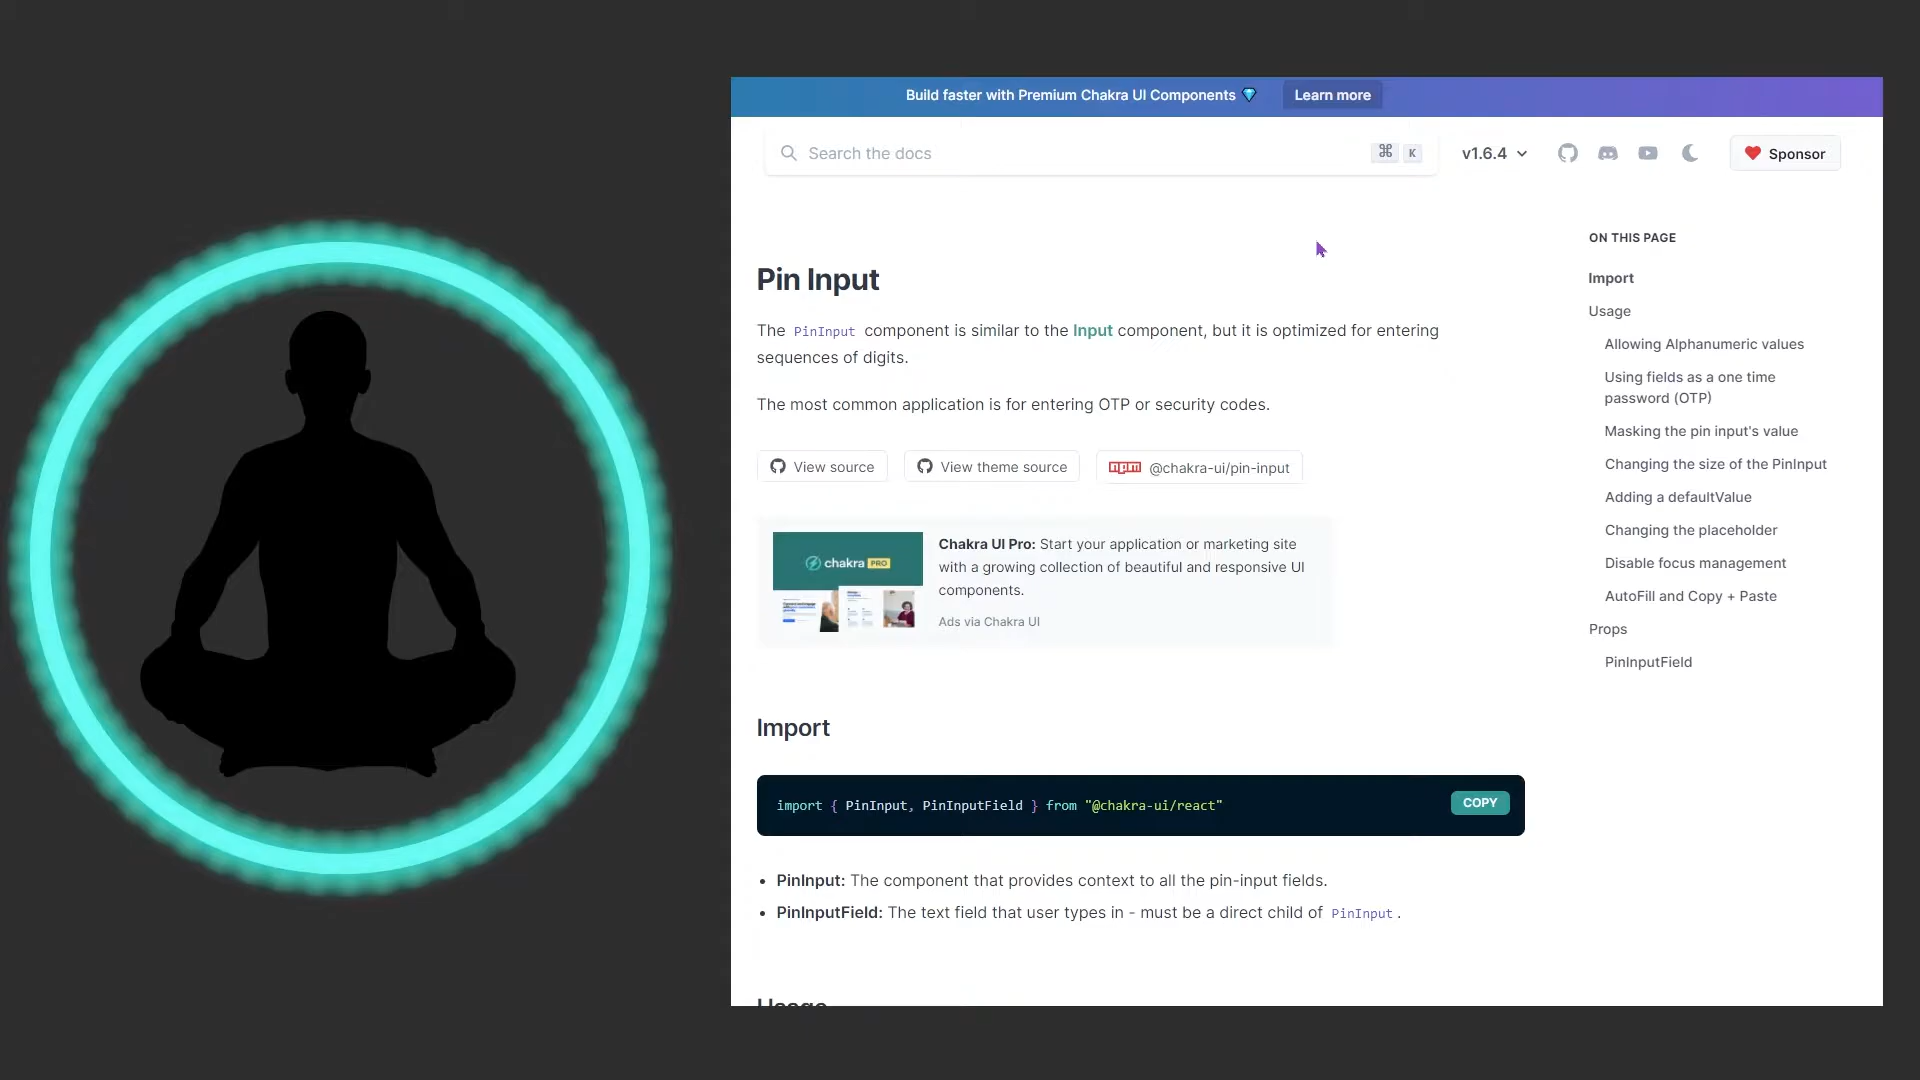 Build faster with Premium Chakra UI Components
Learn more
Search the docs
⌘ K
v1.6.4
Sponsor
ON THIS PAGE
Import
Usage
Allowing Alphanumeric values
Using fields as a one time
password (OTP)
Masking the pin input's value
Changing the size of the PinInput
Adding a defaultValue
Changing the placeholder
Disable focus management
AutoFill and Copy + Paste
Props
PinInputField
Pin Input
The PinInput component is similar to the Input component, but it is optimized for entering
sequences of digits.
The most common application is for entering OTP or security codes.
View source
View theme source
npm @chakra-ui/pin-input
chakra PRO
Chakra UI Pro: Start your application or marketing site
with a growing collection of beautiful and responsive UI
components.
Ads via Chakra UI
Import
import { PinInput, PinInputField } from "@chakra-ui/react"
COPY
• PinInput: The component that provides context to all the pin-input fields.
• PinInputField: The text field that user types in - must be a direct child of PinInput.
Usage